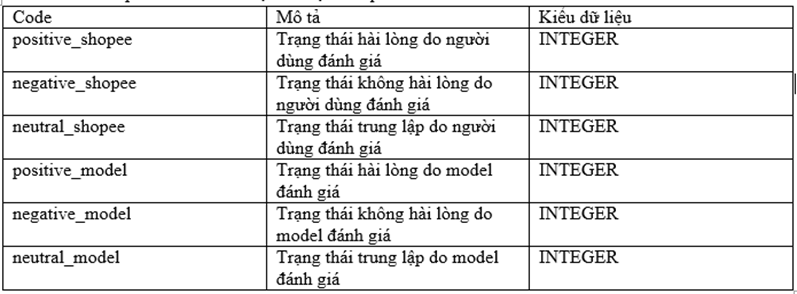 Code Mô tả Kiểu dữ liệu
positive_shopee Trạng thái hài lòng do người INTEGER
dùng đánh giá
negative_shopee Trạng thái không hài lòng do INTEGER
người dùng đánh giá
neutral_shopee Trạng thái trung lập do người INTEGER
dùng đánh giá
positive_model Trạng thái hài lòng do model INTEGER
đánh giá
negative_model Trạng thái không hài lòng do INTEGER
model đánh giá
neutral_model Trạng thái trung lập do model INTEGER
đánh giá